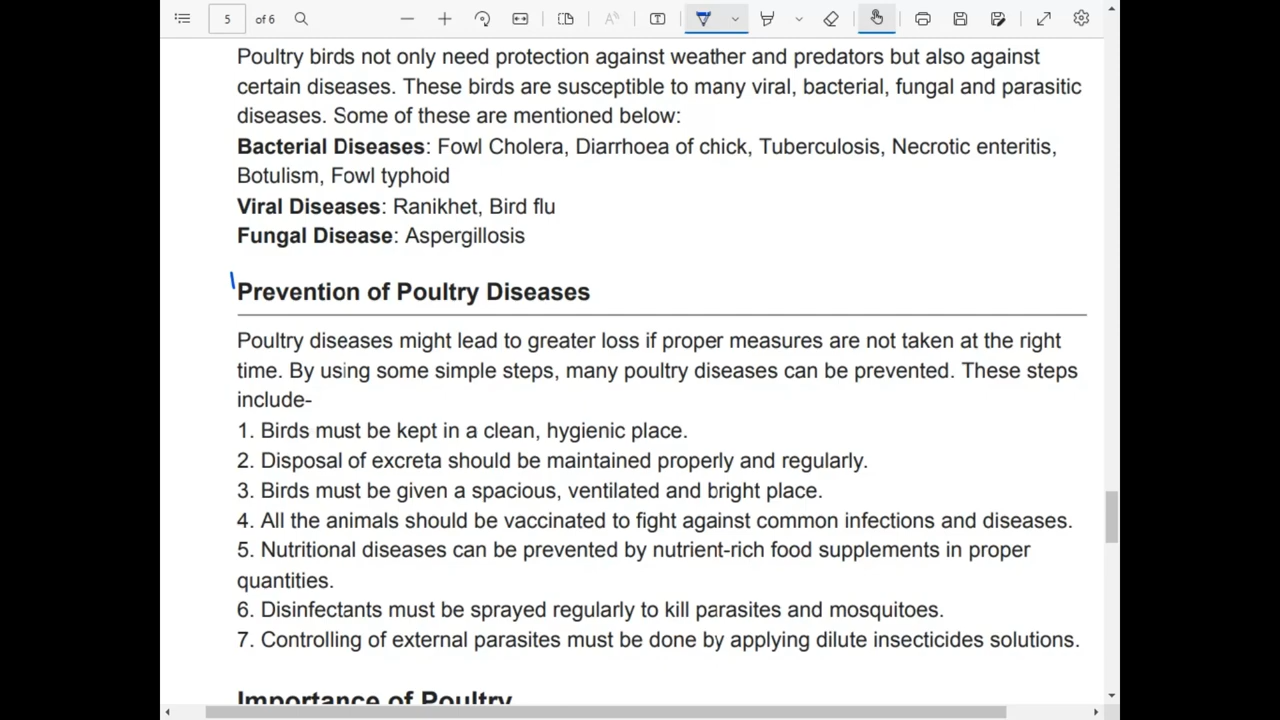 5 of 6
Poultry birds not only need protection against weather and predators but also against
certain diseases. These birds are susceptible to many viral, bacterial, fungal and parasitic
diseases. Some of these are mentioned below:
Bacterial Diseases: Fowl Cholera, Diarrhoea of chick, Tuberculosis, Necrotic enteritis,
Botulism, Fowl typhoid
Viral Diseases: Ranikhet, Bird flu
Fungal Disease: Aspergillosis
Prevention of Poultry Diseases
Poultry diseases might lead to greater loss if proper measures are not taken at the right
time. By using some simple steps, many poultry diseases can be prevented. These steps
include-
1. Birds must be kept in a clean, hygienic place.
2. Disposal of excreta should be maintained properly and regularly.
3. Birds must be given a spacious, ventilated and bright place.
4. All the animals should be vaccinated to fight against common infections and diseases.
5. Nutritional diseases can be prevented by nutrient-rich food supplements in proper
quantities.
6. Disinfectants must be sprayed regularly to kill parasites and mosquitoes.
7. Controlling of external parasites must be done by applying dilute insecticides solutions.
Importance of Poultry